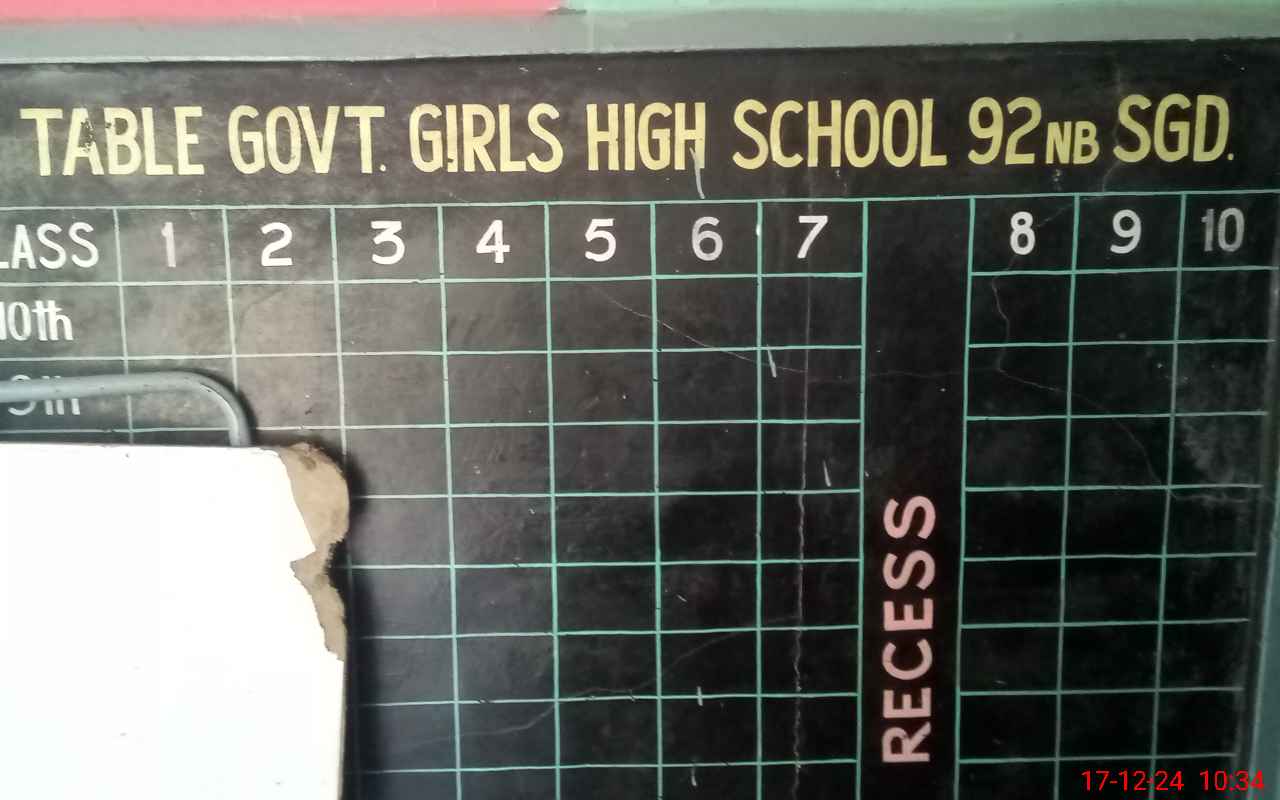 TABLE GOVT. GIRLS HIGH SCHOOL 92NB SGD.
LASS 1 2 3 4 5 6 7 8 9 10
10th
9th
RECESS
17-12-24 10:34